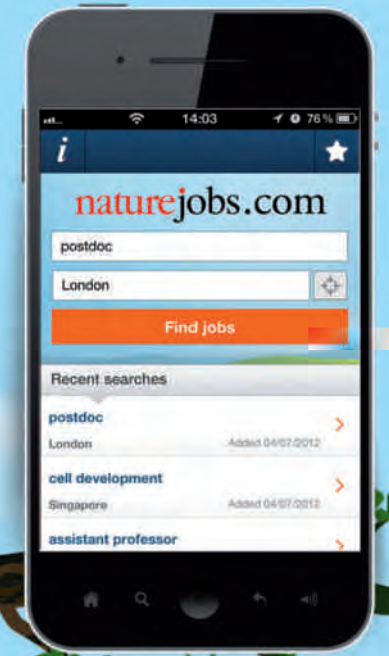 14:03
76%
i
naturejobs.com
postdoc
London
Find jobs
Recent searches
postdoc
London Added 04/07/2012
cell development
Singapore Added 04/07/2012
assistant professor